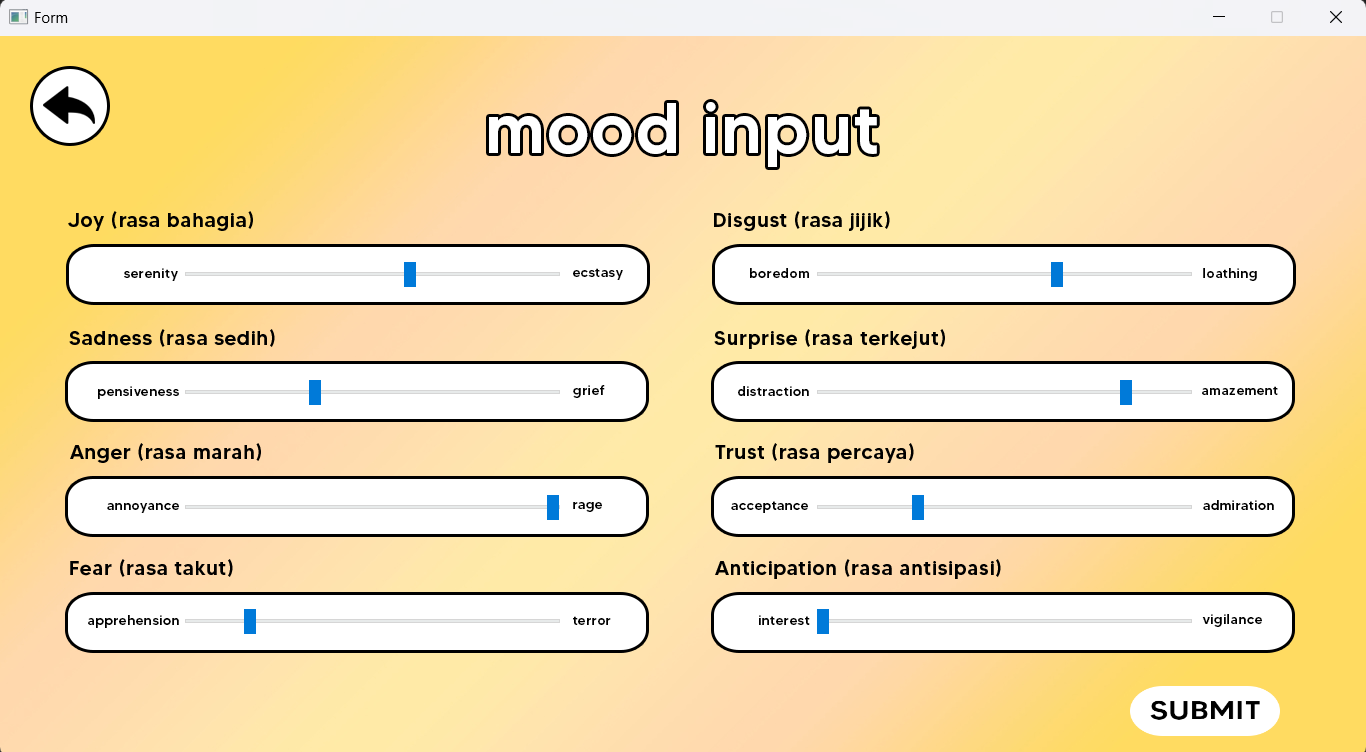 Form
mood input
Joy (rasa bahagia)
serenity ecstasy
Sadness (rasa sedih)
pensiveness grief
Anger (rasa marah)
annoyance rage
Fear (rasa takut)
apprehension terror
Disgust (rasa jijik)
boredom loathing
Surprise (rasa terkejut)
distraction amazement
Trust (rasa percaya)
acceptance admiration
Anticipation (rasa antisipasi)
interest vigilance
SUBMIT